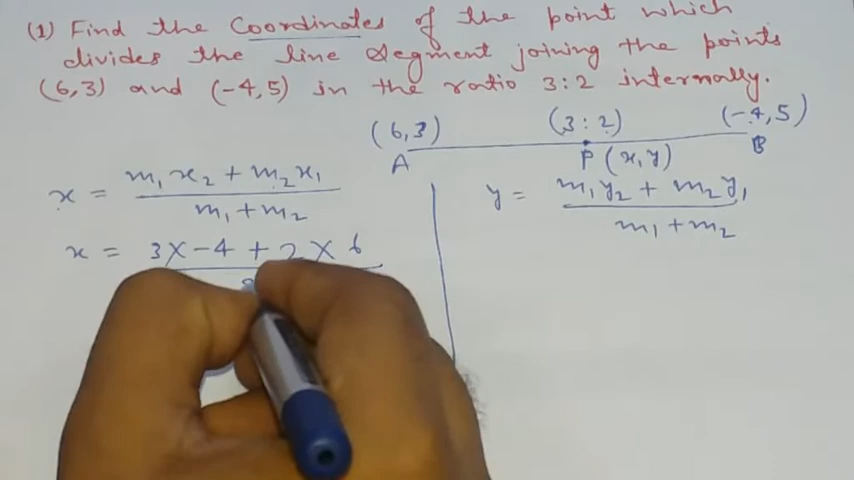 (1) Find the Coordinates of the point which
divides the line segment joining the points
(6,3) and (-4,5) in the ratio 3:2 internally.
(6,3) (3:2) (-4,5)
A P(x,y) B
x = m₁x₂ + m₂x₁ / m₁+m₂
y = m₁y₂ + m₂y₁ / m₁+m₂
x = 3×-4 + 2×6